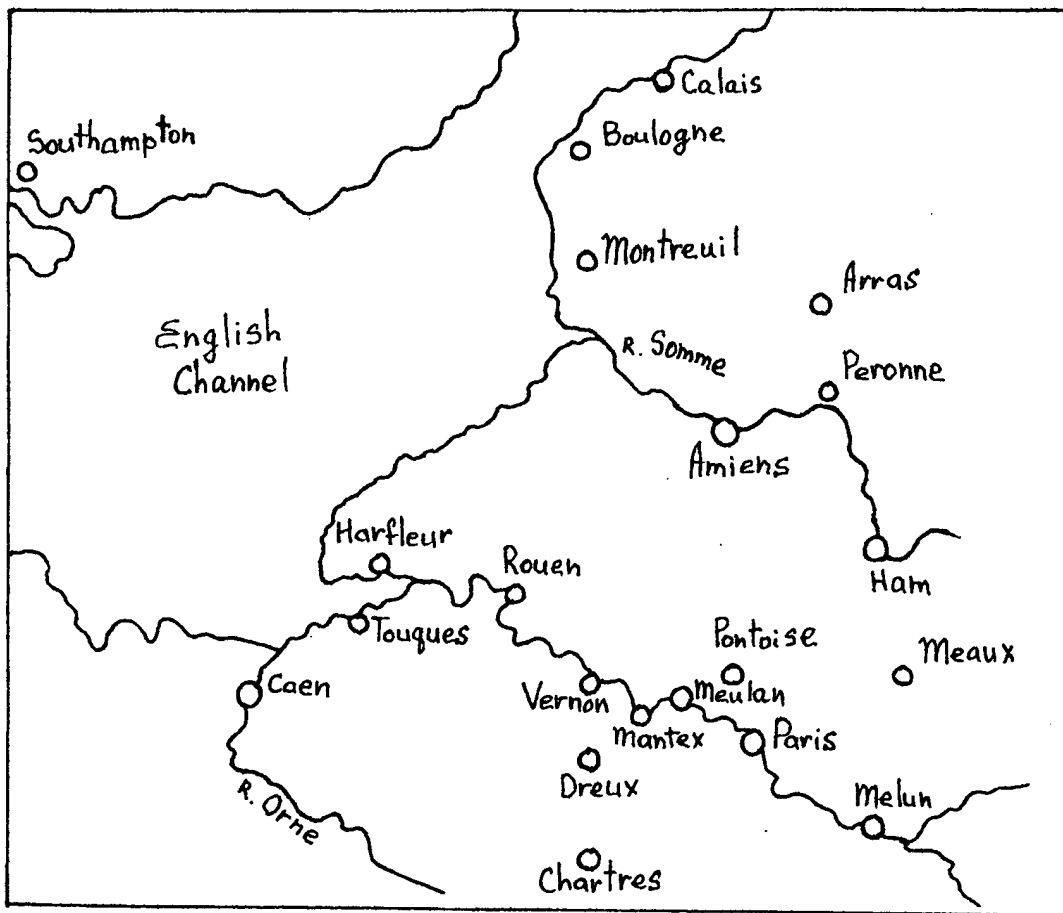 Calais
Boulogne
Southampton
Montreuil
Arras
English
Channel
R. Somme
Peronne
Amiens
Harfleur
Rouen
Ham
Touques
Pontoise
Meaux
Caen
Vernon
Meulan
Mantex
Paris
Dreux
R. Orne
Melun
Chartres